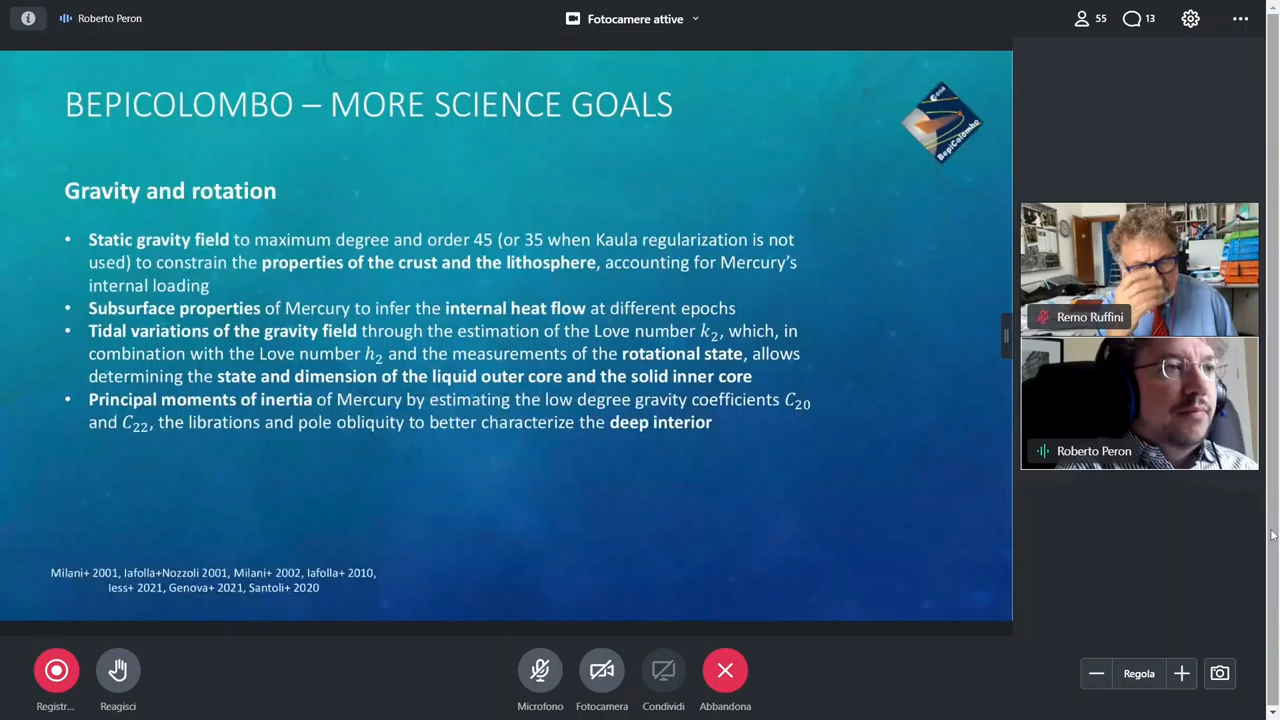 Roberto Peron
Fotocamere attive
55
13
BEPICOLOMBO – MORE SCIENCE GOALS
esa
BepiColombo
Gravity and rotation
• Static gravity field to maximum degree and order 45 (or 35 when Kaula regularization is not
used) to constrain the properties of the crust and the lithosphere, accounting for Mercury’s
internal loading
• Subsurface properties of Mercury to infer the internal heat flow at different epochs
• Tidal variations of the gravity field through the estimation of the Love number k₂, which, in
combination with the Love number h₂ and the measurements of the rotational state, allows
determining the state and dimension of the liquid outer core and the solid inner core
• Principal moments of inertia of Mercury by estimating the low degree gravity coefficients C₂₀
and C₂₂, the librations and pole obliquity to better characterize the deep interior
Milani+ 2001, Iafolla+Nozzoli 2001, Milani+ 2002, Iafolla+ 2010,
Iess+ 2021, Genova+ 2021, Santoli+ 2020
Remo Ruffini
Roberto Peron
Registr...
Reagisci
Microfono
Fotocamera
Condividi
Abbandona
Regola